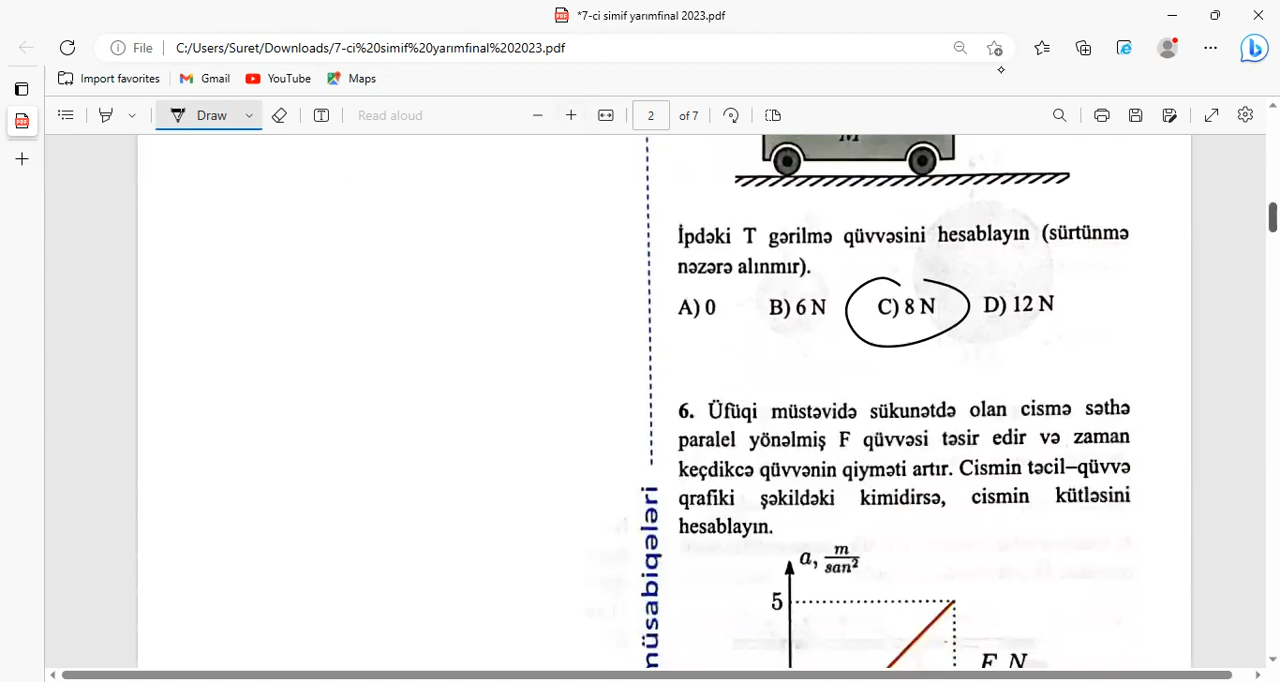 *7-ci simif yarımfinal 2023.pdf
File
C:/Users/Suret/Downloads/7-ci%20simif%20yarımfinal%202023.pdf
Import favorites
Gmail
YouTube
Maps
Draw
Read aloud
2
of 7
M
İpdəki T gərilmə qüvvəsini hesablayın (sürtünmə
nəzərə alınmır).
A) 0 B) 6 N C) 8 N D) 12 N
6. Üfüqi müstəvidə sükunətdə olan cismə səthə
paralel yönəlmiş F qüvvəsi təsir edir və zaman
keçdikcə qüvvənin qiyməti artır. Cismin təcil–qüvvə
qrafiki şəkildəki kimidirsə, cismin kütləsini
hesablayın.
müsabiqələri
a, m/san²
5
F, N